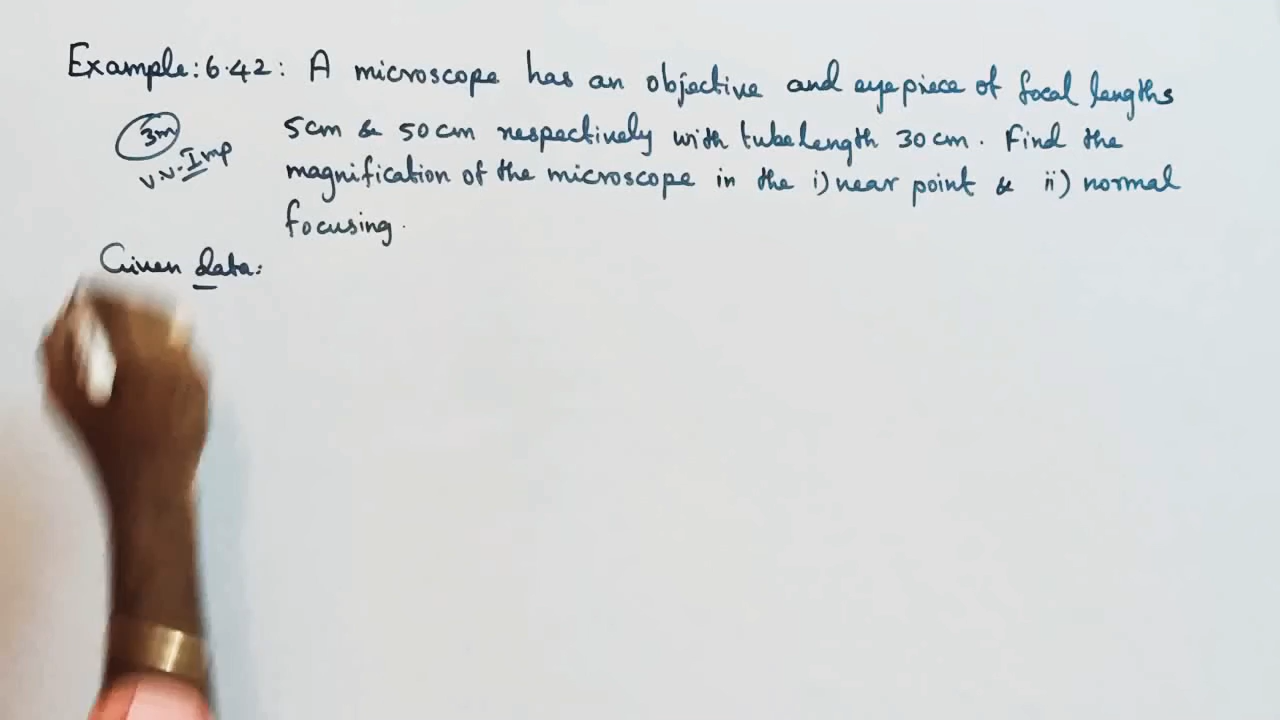 Example:6.42: A microscope has an objective and eyepiece of focal lengths
3m
5cm & 50cm respectively with tubelength 30cm. Find the
V.V.Imp
magnification of the microscope in the i) near point & ii) normal
focusing.
Given data: